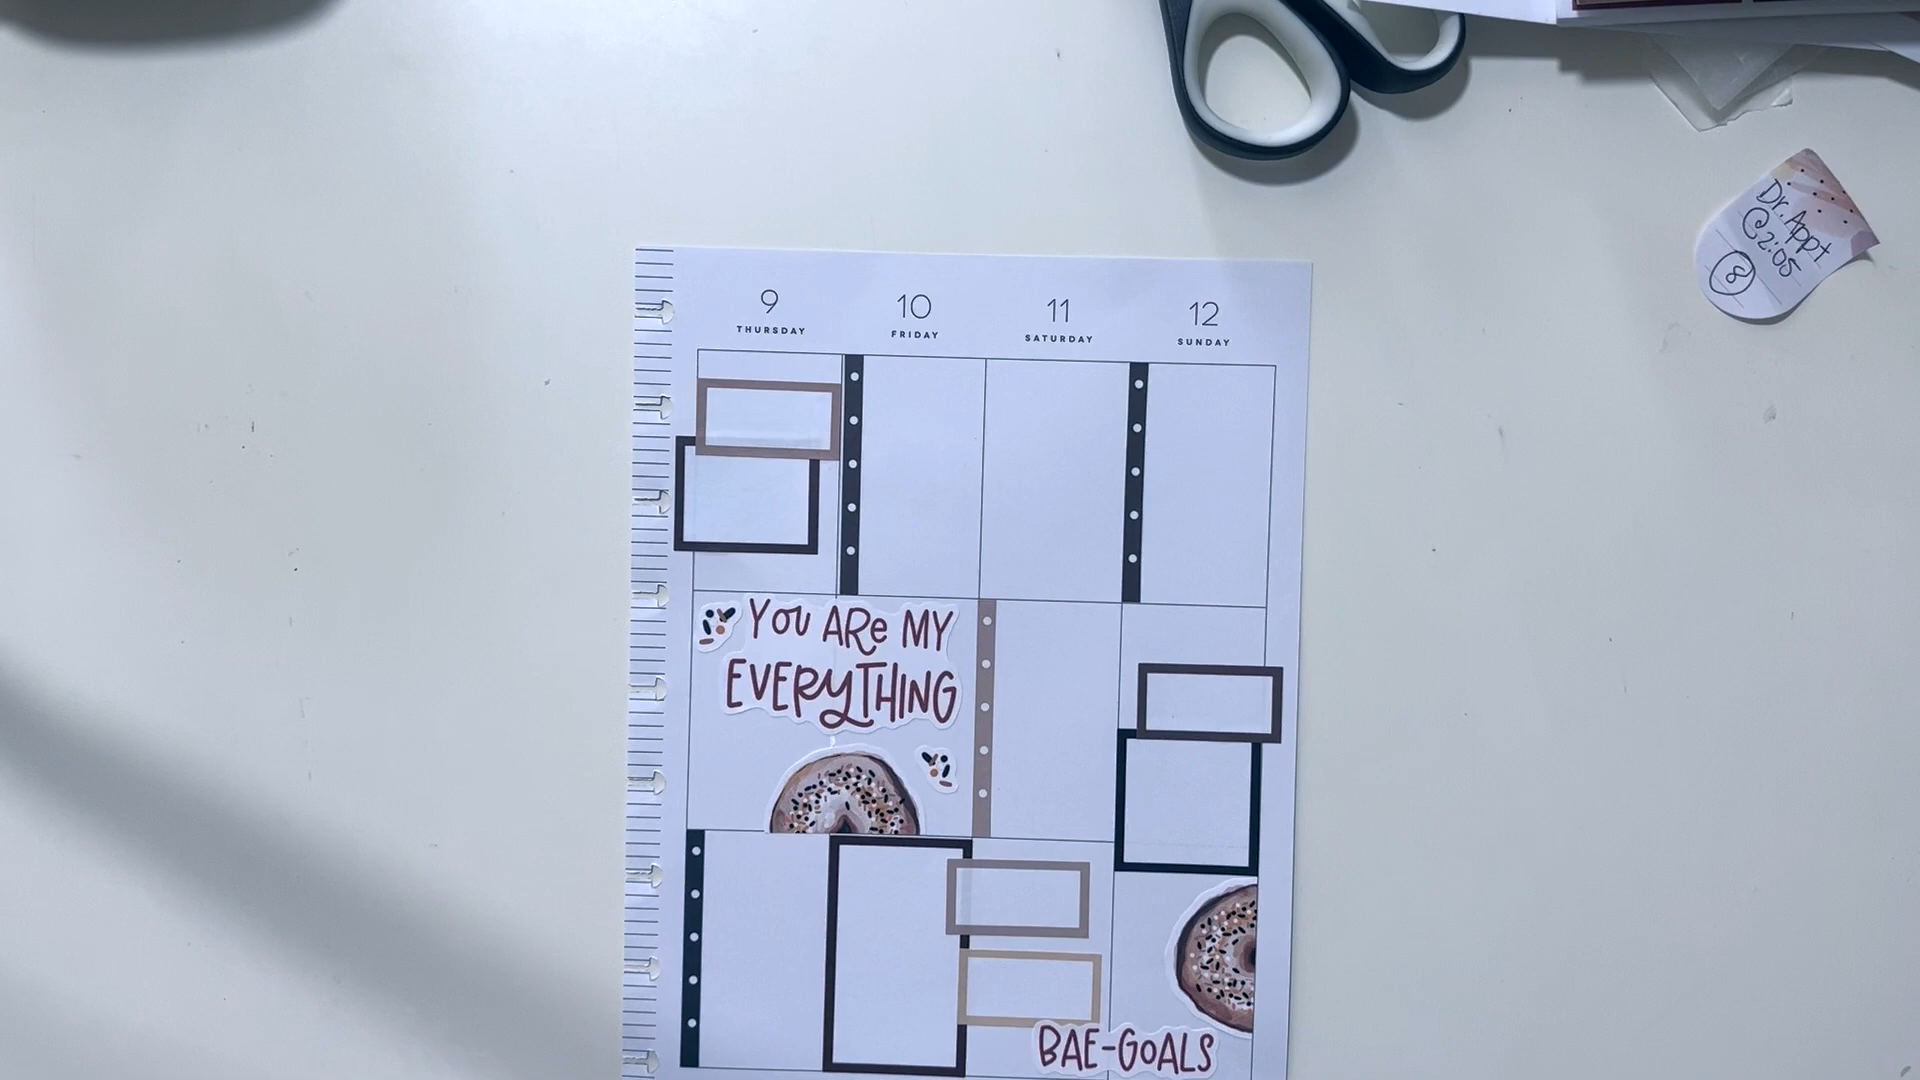 Dr. Appt
@2:05
8
9 10 11 12
THURSDAY FRIDAY SATURDAY SUNDAY
YOU ARE MY
EVERYTHING
BAE-GOALS